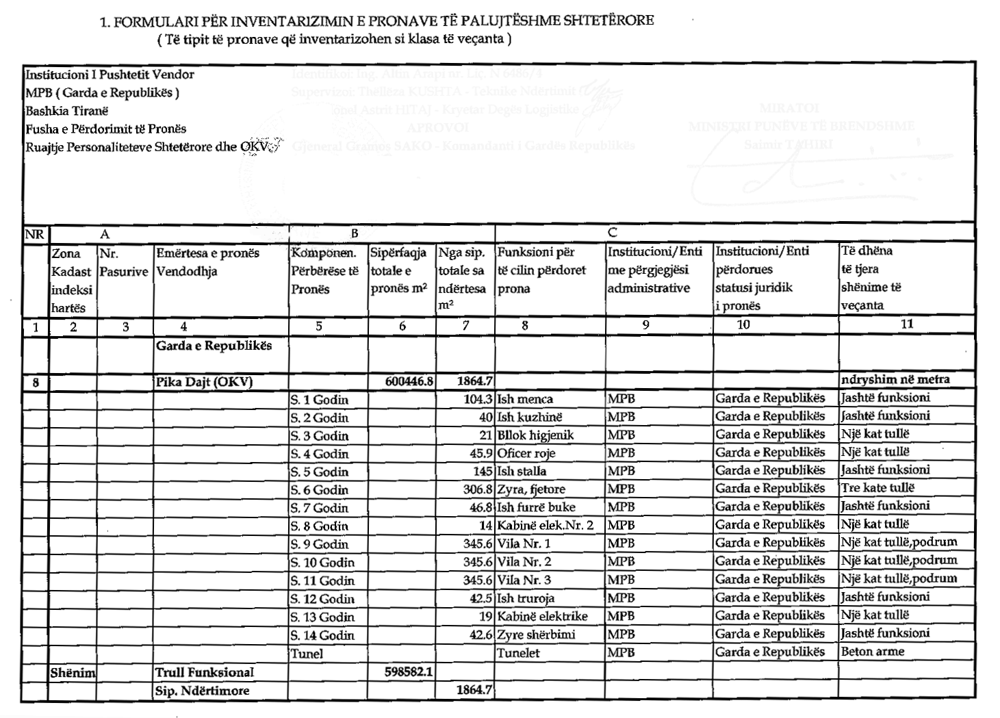 1. FORMULARI PËR INVENTARIZIMIN E PRONAVE TË PALUJTËSHME SHTETËRORE
( Të tipit të pronave që inventarizohen si klasa të veçanta )
Institucioni I Pushtetit Vendor
MPB ( Garda e Republikës )
Bashkia Tiranë
Fusha e Përdorimit të Pronës
Ruajtje Personaliteteve Shtetërore dhe OKV
Identifikoi: Ing. Altin Arapi nr. Liç. N 6486/4
Supervizoi: Thëllëza KUSHTA - Teknike Ndërtimit
Astrit HITAJ - Kryetar Degës Logjistike
APROVOI
Gjeneral Gramos SAKO - Komandanti i Gardës Republikës
MIRATOI
MINISTRI PUNËVE TË BRENDSHME
Saimir TAHIRI
NR A B C
Zona Kadast indeksi hartës
Nr. Pasurive
Emërtesa e pronës Vendodhja
Komponen. Përbërëse të Pronës
Sipërfaqja totale e pronës m²
Nga sip. totale sa ndërtesa m²
Funksioni për të cilin përdoret prona
Institucioni/Enti me përgjegjësi administrative
Institucioni/Enti përdorues statusi juridik i pronës
Të dhëna të tjera shënime të veçanta
1 2 3 4 5 6 7 8 9 10 11
Garda e Republikës
8 Pika Dajt (OKV) 600446.8 1864.7 ndryshim në metra
S. 1 Godin 104.3 Ish menca MPB Garda e Republikës Jashtë funksioni
S. 2 Godin 40 Ish kuzhinë MPB Garda e Republikës Jashtë funksioni
S. 3 Godin 21 Bllok higjenik MPB Garda e Republikës Një kat tullë
S. 4 Godin 45.9 Oficer roje MPB Garda e Republikës Një kat tullë
S. 5 Godin 145 Ish stalla MPB Garda e Republikës Jashtë funksioni
S. 6 Godin 306.8 Zyra, fjetore MPB Garda e Republikës Tre kate tullë
S. 7 Godin 46.8 Ish furrë buke MPB Garda e Republikës Jashtë funksioni
S. 8 Godin 14 Kabinë elek.Nr. 2 MPB Garda e Republikës Një kat tullë
S. 9 Godin 345.6 Vila Nr. 1 MPB Garda e Republikës Një kat tullë,podrum
S. 10 Godin 345.6 Vila Nr. 2 MPB Garda e Republikës Një kat tullë,podrum
S. 11 Godin 345.6 Vila Nr. 3 MPB Garda e Republikës Një kat tullë,podrum
S. 12 Godin 42.5 Ish truroja MPB Garda e Republikës Jashtë funksioni
S. 13 Godin 19 Kabinë elektrike MPB Garda e Republikës Një kat tullë
S. 14 Godin 42.6 Zyre shërbimi MPB Garda e Republikës Jashtë funksioni
Tunel Tunelet MPB Garda e Republikës Beton arme
Shënim Trull Funksional 598582.1
Sip. Ndërtimore 1864.7